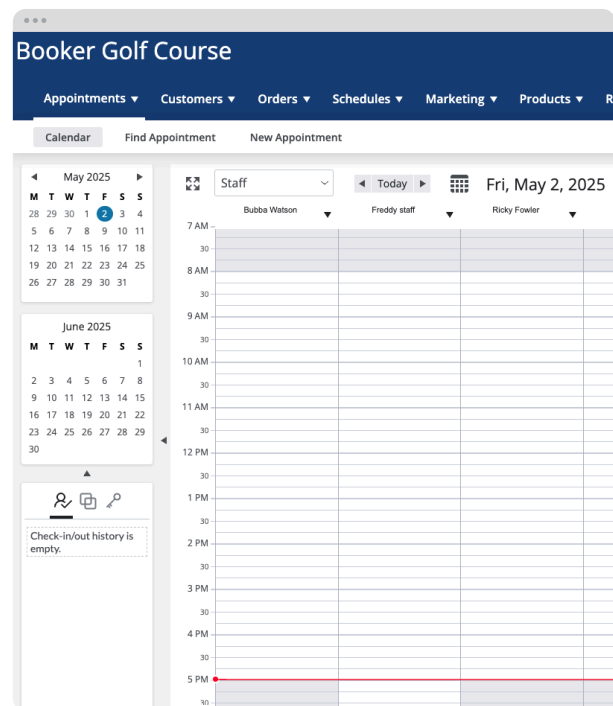 Booker Golf Course
Appointments Customers Orders Schedules Marketing Products R
Calendar Find Appointment New Appointment
May 2025
M T W T F S S
28 29 30 1 2 3 4
5 6 7 8 9 10 11
12 13 14 15 16 17 18
19 20 21 22 23 24 25
26 27 28 29 30 31
June 2025
M T W T F S S
1
2 3 4 5 6 7 8
9 10 11 12 13 14 15
16 17 18 19 20 21 22
23 24 25 26 27 28 29
30
Check-in/out history is
empty.
Staff Today Fri, May 2, 2025
Bubba Watson Freddy staff Ricky Fowler
7 AM
30
8 AM
30
9 AM
30
10 AM
30
11 AM
30
12 PM
30
1 PM
30
2 PM
30
3 PM
30
4 PM
30
5 PM
30